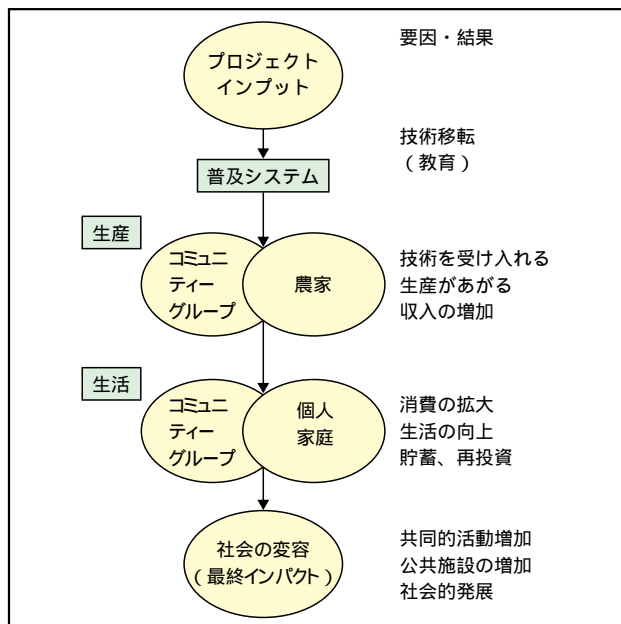 プロジェクト
インプット
要因・結果
技術移転
(教育)
普及システム
生産
コミュニ
ティー
グループ
農家
技術を受け入れる
生産があがる
収入の増加
生活
コミュニ
ティー
グループ
個人
家庭
消費の拡大
生活の向上
貯蓄、再投資
社会の変容
(最終インパクト)
共同的活動増加
公共施設の増加
社会的発展